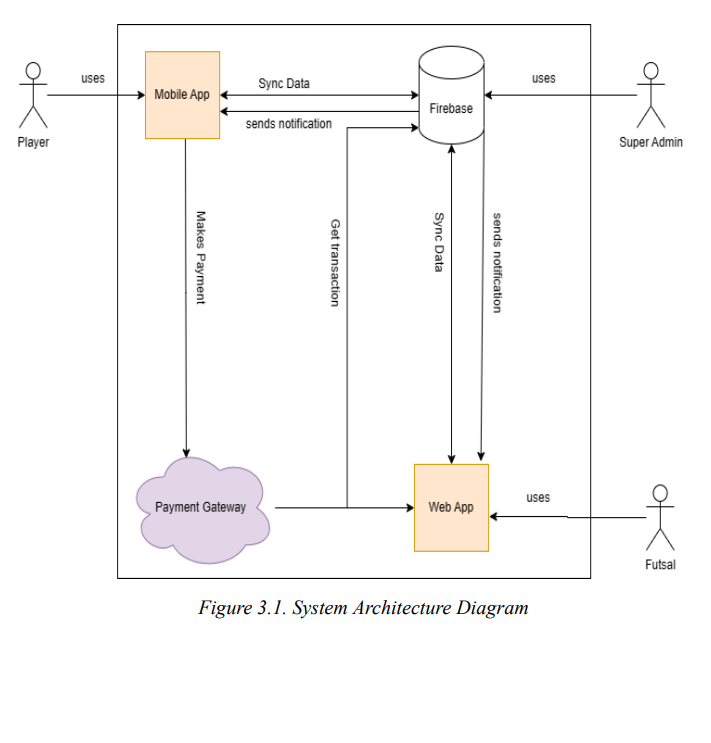 uses
Mobile App
Sync Data
Firebase
uses
sends notification
Player
Super Admin
Makes Payment
Get transaction
Sync Data
sends notification
Payment Gateway
Web App
uses
Futsal
Figure 3.1. System Architecture Diagram